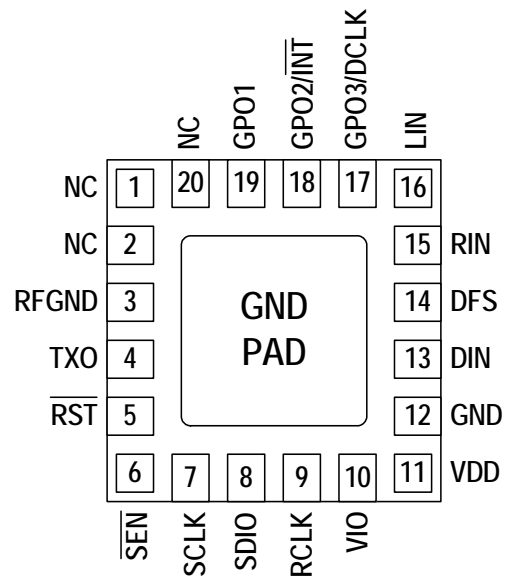 NC
GPO1
GPO2/INT
GPO3/DCLK
LIN
NC 1 20 19 18 17 16
NC 2 15 RIN
RFGND 3 14 DFS
GND
PAD
TXO 4 13 DIN
RST 5 12 GND
6 7 8 9 10 11 VDD
SEN
SCLK
SDIO
RCLK
VIO